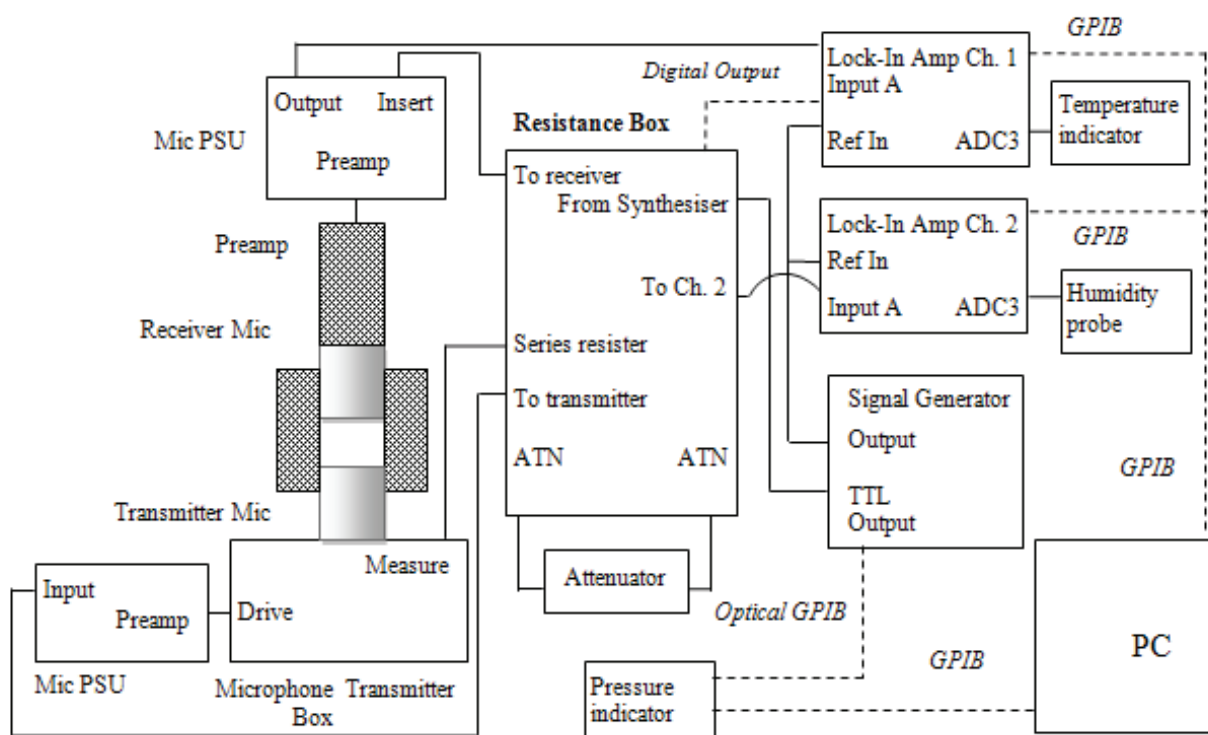 GPIB
Lock-In Amp Ch. 1
Input A
Ref In ADC3
Temperature
indicator
Digital Output
Output Insert
Preamp
Mic PSU
Resistance Box
To receiver
From Synthesiser
To Ch. 2
Series resister
To transmitter
ATN ATN
Lock-In Amp Ch. 2
Ref In
Input A ADC3
GPIB
Humidity
probe
Preamp
Receiver Mic
Transmitter Mic
Signal Generator
Output
TTL
Output
GPIB
Measure
Drive
Input
Preamp
Mic PSU
Microphone Transmitter
Box
Attenuator
Optical GPIB
GPIB
Pressure
indicator
PC